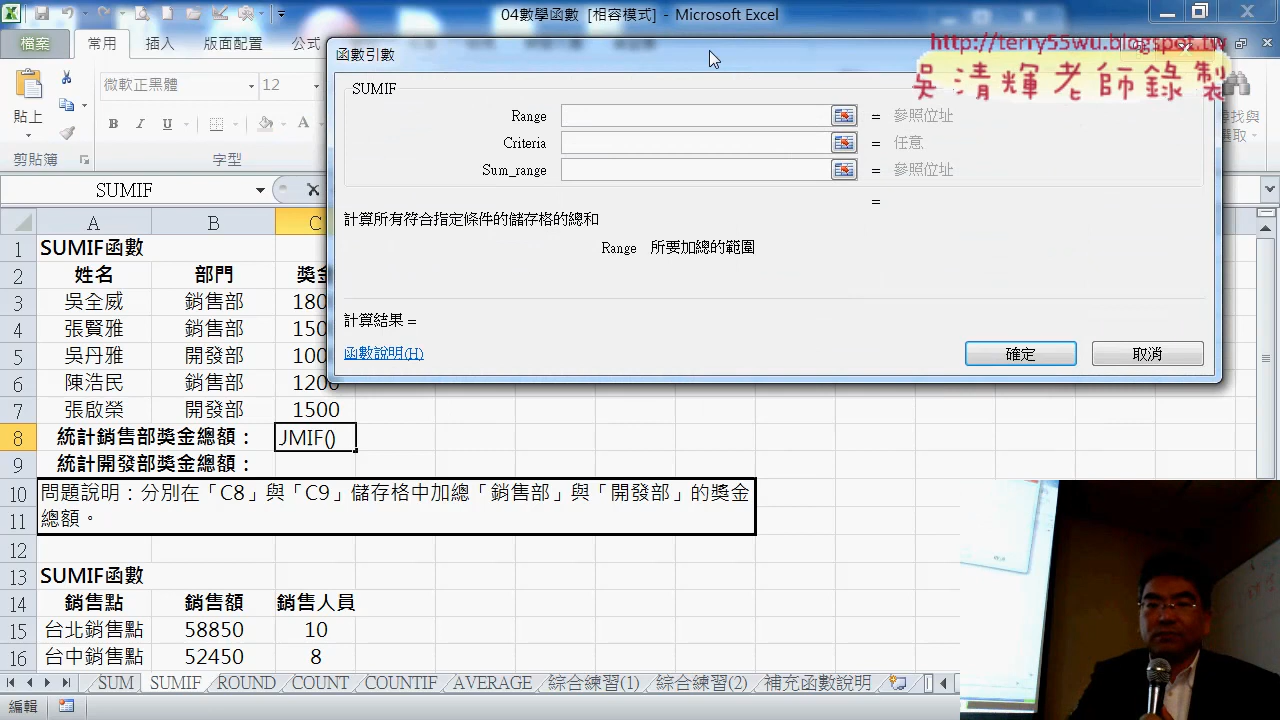 04數學函數 [相容模式] - Microsoft Excel
檔案 常用 插入 版面配置 公式
http://terry55wu.blogspot.tw
吳清輝老師錄製
微軟正黑體 12
貼上
B I U
剪貼簿 字型
尋找與
選取
SUMIF
函數引數
SUMIF
Range = 參照位址
Criteria = 任意
Sum_range = 參照位址
=
計算所有符合指定條件的儲存格的總和
Range 所要加總的範圍
計算結果 =
函數說明(H)
確定 取消
A B C
1 SUMIF函數
2 姓名 部門 獎金
3 吳全威 銷售部 180
4 張賢雅 銷售部 150
5 吳丹雅 開發部 100
6 陳浩民 銷售部 1200
7 張啟榮 開發部 1500
8 統計銷售部獎金總額： JMIF()
9 統計開發部獎金總額：
10 問題說明：分別在「C8」與「C9」儲存格中加總「銷售部」與「開發部」的獎金
11 總額。
12
13 SUMIF函數
14 銷售點 銷售額 銷售人員
15 台北銷售點 58850 10
16 台中銷售點 52450 8
SUM SUMIF ROUND COUNT COUNTIF AVERAGE 綜合練習(1) 綜合練習(2) 補充函數說明
編輯